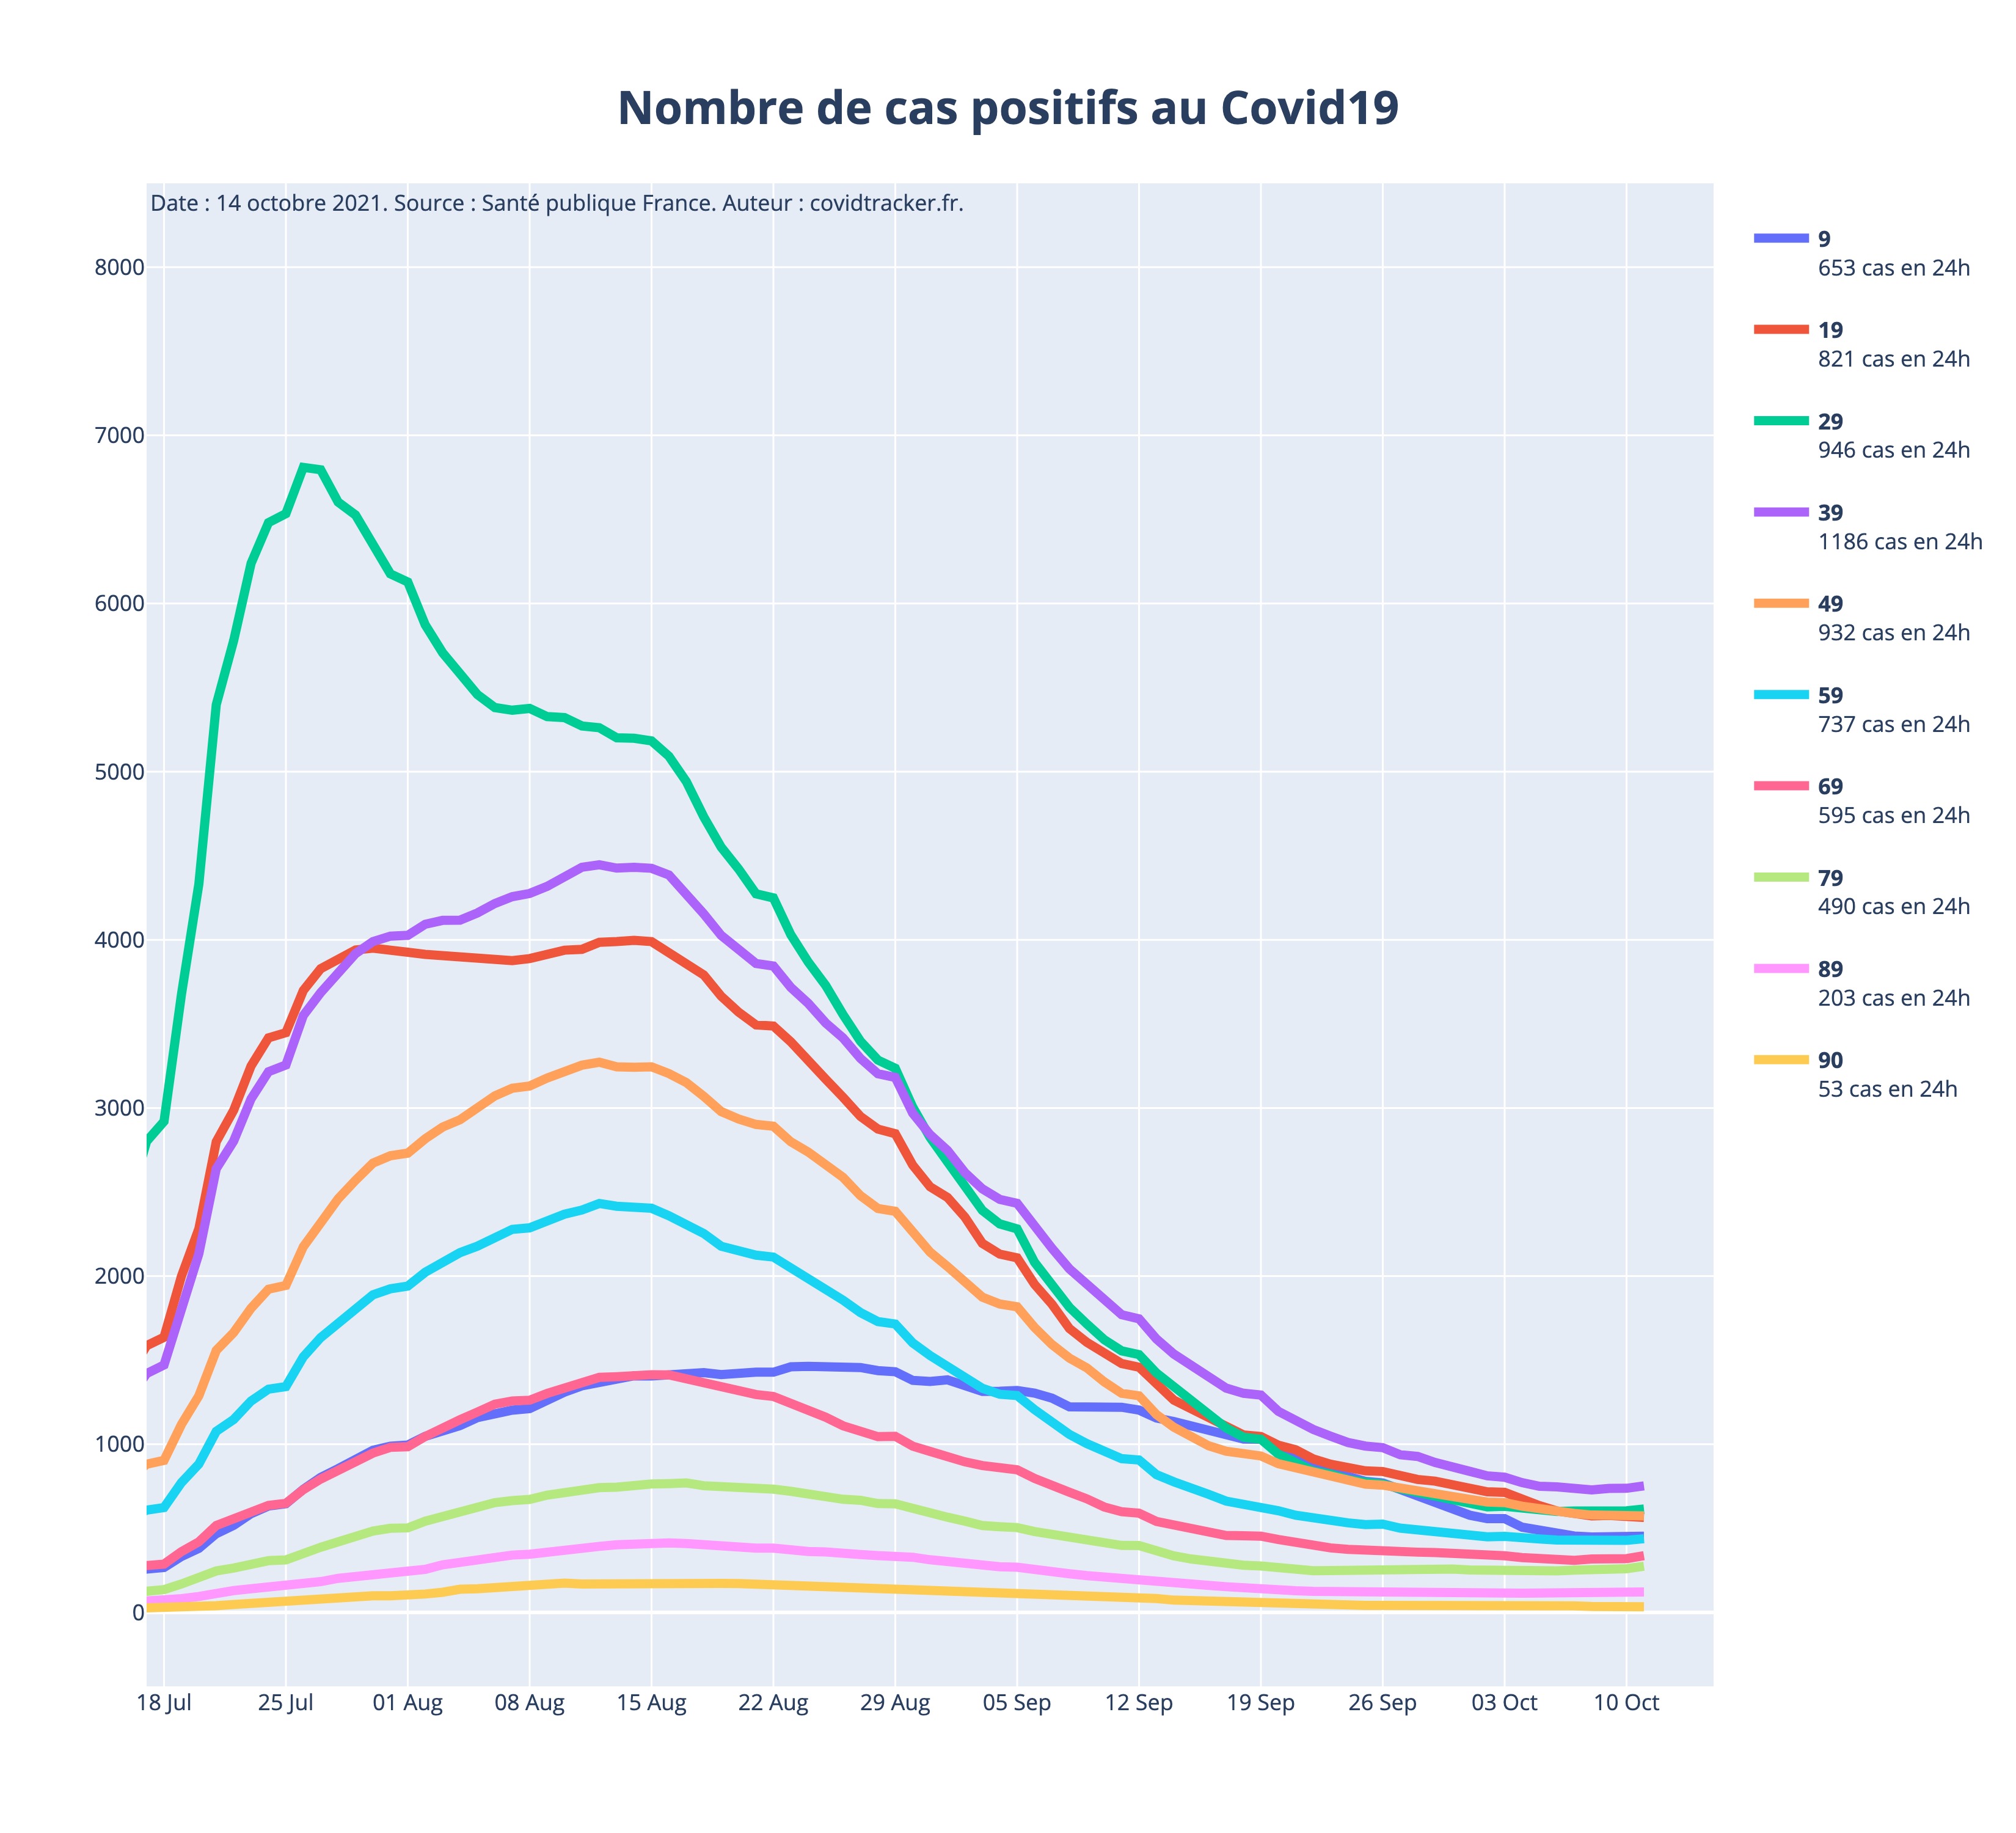 Nombre de cas positifs au Covid19
Date : 14 octobre 2021. Source : Santé publique France. Auteur : covidtracker.fr.
8000
7000
6000
5000
4000
3000
2000
1000
0
18 Jul
25 Jul
01 Aug
08 Aug
15 Aug
22 Aug
29 Aug
05 Sep
12 Sep
19 Sep
26 Sep
03 Oct
10 Oct
9
653 cas en 24h
19
821 cas en 24h
29
946 cas en 24h
39
1186 cas en 24h
49
932 cas en 24h
59
737 cas en 24h
69
595 cas en 24h
79
490 cas en 24h
89
203 cas en 24h
90
53 cas en 24h